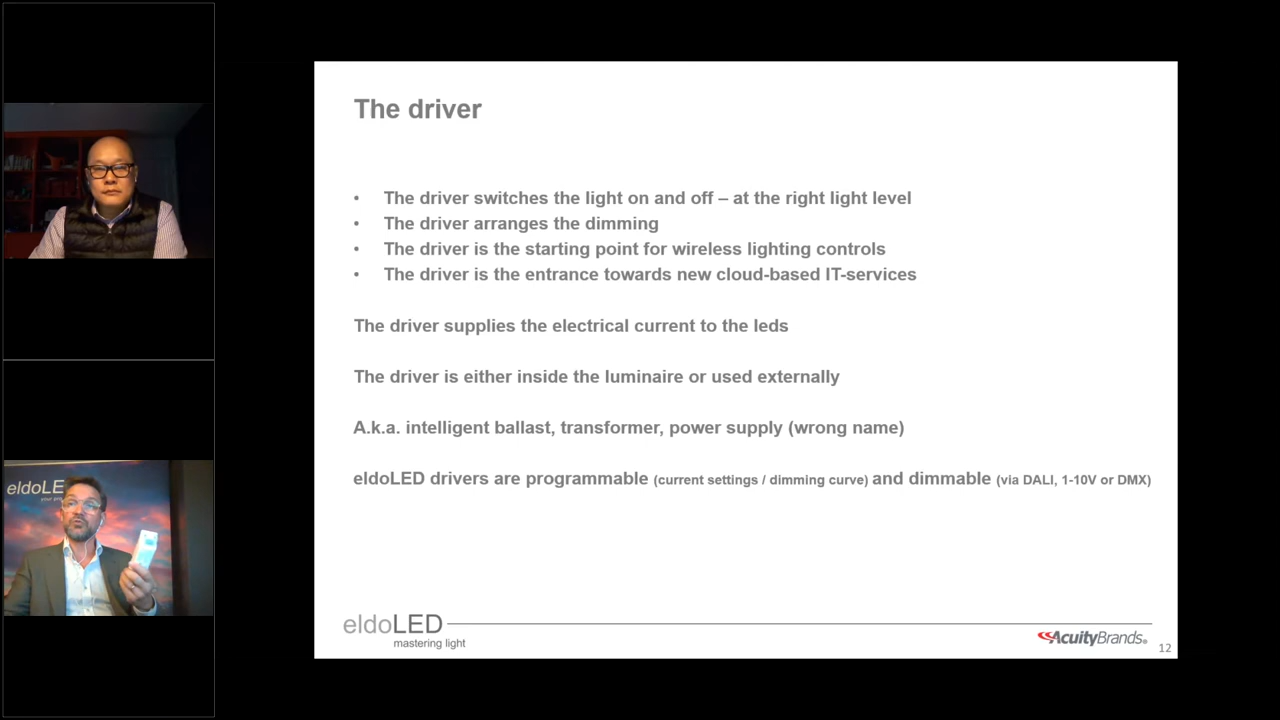 The driver
• The driver switches the light on and off – at the right light level
• The driver arranges the dimming
• The driver is the starting point for wireless lighting controls
• The driver is the entrance towards new cloud-based IT-services
The driver supplies the electrical current to the leds
The driver is either inside the luminaire or used externally
A.k.a. intelligent ballast, transformer, power supply (wrong name)
eldoLED drivers are programmable (current settings / dimming curve) and dimmable (via DALI, 1-10V or DMX)
eldoLED
mastering light
AcuityBrands®
12
eldoLE